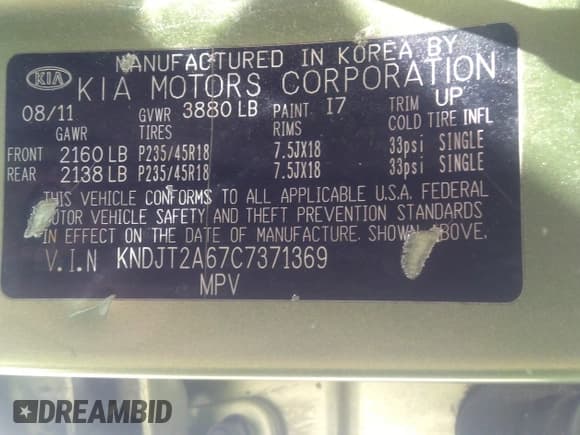 MANUFACTURED IN KOREA BY
KIA KIA MOTORS CORPORATION
08/11 GVWR 3880 LB PAINT I7 TRIM UP
GAWR TIRES RIMS COLD TIRE INFL
FRONT 2160 LB P235/45R18 7.5JX18 33psi SINGLE
REAR 2138 LB P235/45R18 7.5JX18 33psi SINGLE
THIS VEHICLE CONFORMS TO ALL APPLICABLE U.S.A. FEDERAL
MOTOR VEHICLE SAFETY AND THEFT PREVENTION STANDARDS
IN EFFECT ON THE DATE OF MANUFACTURE. SHOWN ABOVE.
V.I.N KNDJT2A67C7371369
MPV
DREAMBID